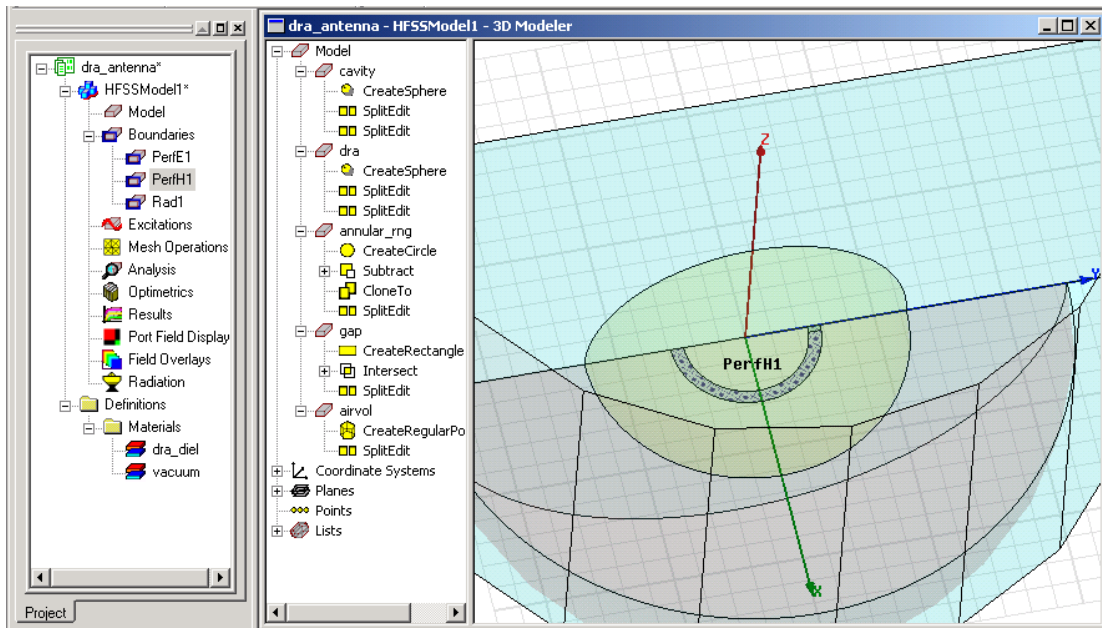 dra_antenna*
HFSSModel1*
Model
Boundaries
PerfE1
PerfH1
Rad1
Excitations
Mesh Operations
Analysis
Optimetrics
Results
Port Field Display
Field Overlays
Radiation
Definitions
Materials
dra_diel
vacuum
Project
dra_antenna - HFSSModel1 - 3D Modeler
Model
cavity
CreateSphere
SplitEdit
SplitEdit
dra
CreateSphere
SplitEdit
SplitEdit
annular_rng
CreateCircle
Subtract
CloneTo
SplitEdit
gap
CreateRectangle
Intersect
SplitEdit
airvol
CreateRegularPo
SplitEdit
Coordinate Systems
Planes
Points
Lists
Z
Y
PerfH1
X